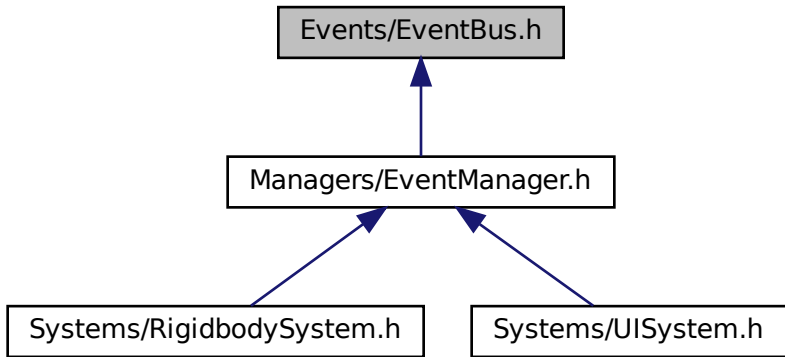 Events/EventBus.h
Managers/EventManager.h
Systems/RigidbodySystem.h
Systems/UISystem.h